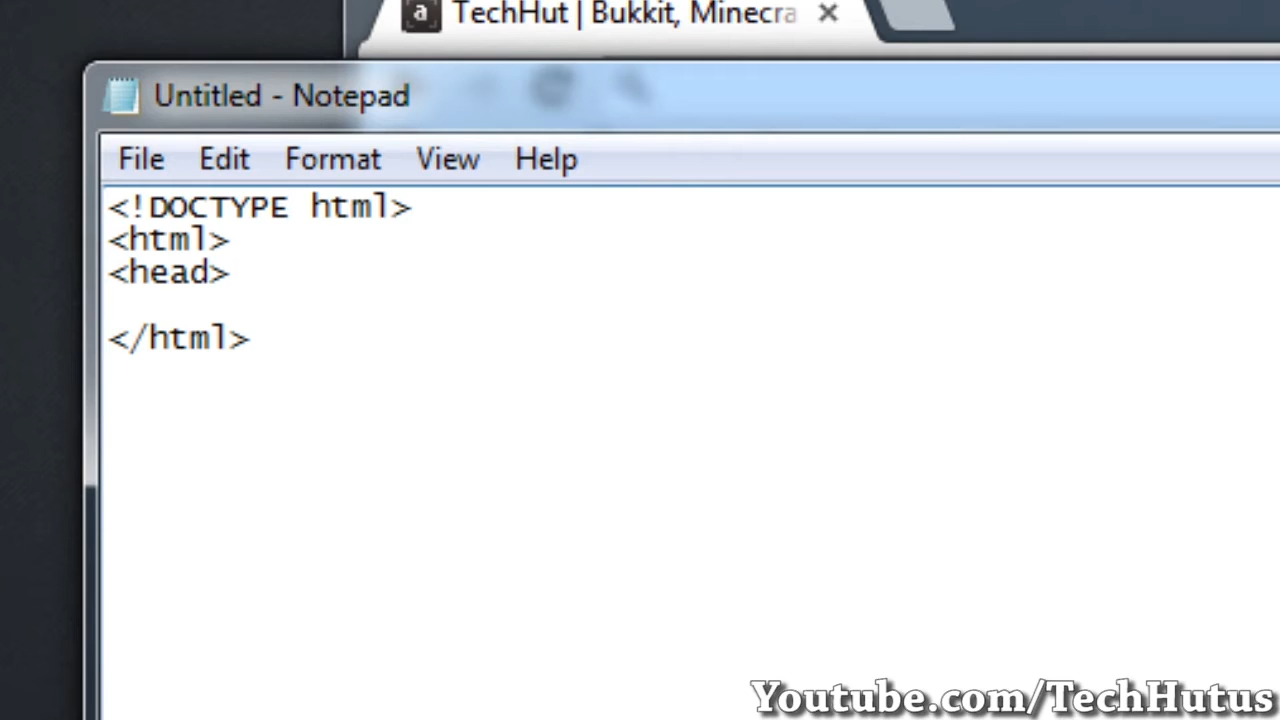 TechHut | Bukkit, Minecra
Untitled - Notepad
File Edit Format View Help
<!DOCTYPE html>
<html>
<head>
</html>
Youtube.com/TechHutus